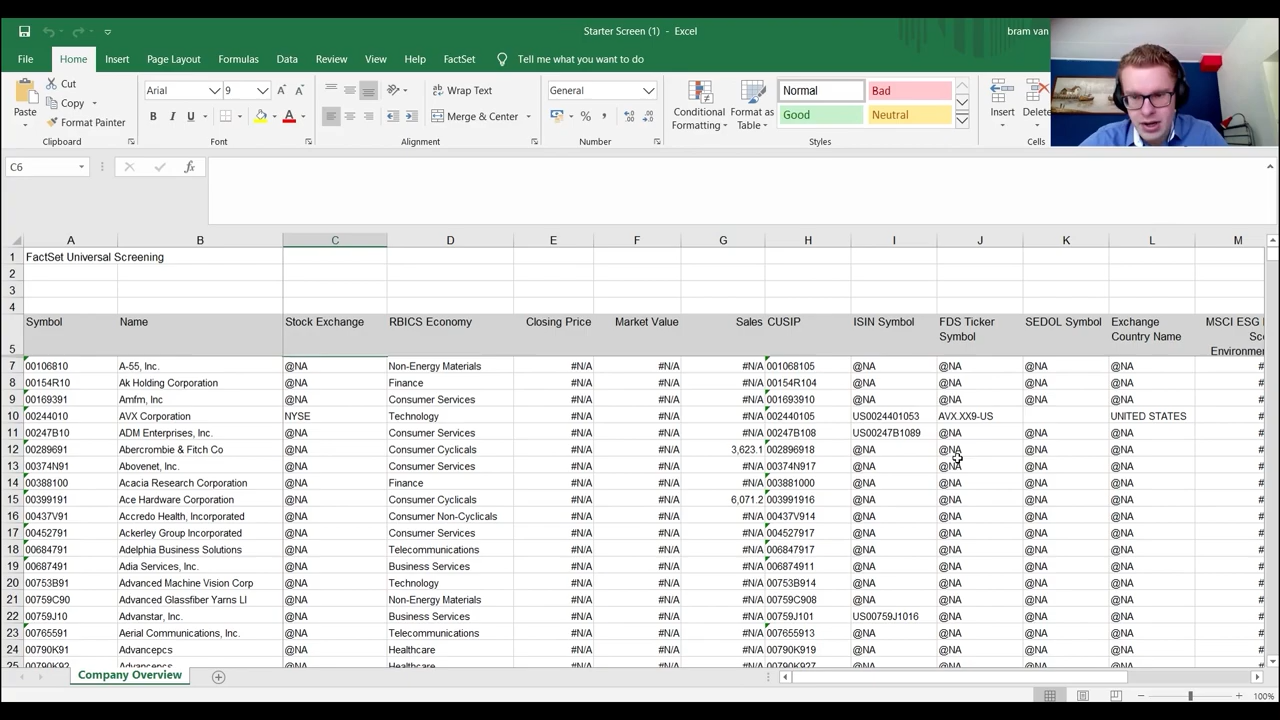 Starter Screen (1) - Excel
bram van
File Home Insert Page Layout Formulas Data Review View Help FactSet Tell me what you want to do
Cut
Copy
Format Painter
Paste
Clipboard
Arial 9
B I U
Font
Wrap Text
Merge & Center
Alignment
General
%
Number
Conditional Formatting
Format as Table
Normal Bad
Good Neutral
Styles
Insert Delete
Cells
C6
fx
A B C D E F G H I J K L M
1 FactSet Universal Screening
2
3
4
5 Symbol Name Stock Exchange RBICS Economy Closing Price Market Value Sales CUSIP ISIN Symbol FDS Ticker Symbol SEDOL Symbol Exchange Country Name MSCI ESG
7 00106810 A-55, Inc. @NA Non-Energy Materials #N/A #N/A #N/A 001068105 @NA @NA @NA @NA
8 00154R10 Ak Holding Corporation @NA Finance #N/A #N/A #N/A 00154R104 @NA @NA @NA @NA
9 00169391 Amfm, Inc @NA Consumer Services #N/A #N/A #N/A 001693910 @NA @NA @NA @NA
10 00244010 AVX Corporation NYSE Technology #N/A #N/A #N/A 002440105 US0024401053 AVX.XX9-US UNITED STATES
11 00247B10 ADM Enterprises, Inc. @NA Consumer Services #N/A #N/A #N/A 00247B108 US00247B1089 @NA @NA @NA
12 00289691 Abercrombie & Fitch Co @NA Consumer Cyclicals #N/A #N/A 3,623.1 002896918 @NA @NA @NA @NA
13 00374N91 Abovenet, Inc. @NA Consumer Services #N/A #N/A #N/A 00374N917 @NA @NA @NA @NA
14 00388100 Acacia Research Corporation @NA Finance #N/A #N/A #N/A 003881000 @NA @NA @NA @NA
15 00399191 Ace Hardware Corporation @NA Consumer Cyclicals #N/A #N/A 6,071.2 003991916 @NA @NA @NA @NA
16 00437V91 Accredo Health, Incorporated @NA Consumer Non-Cyclicals #N/A #N/A #N/A 00437V914 @NA @NA @NA @NA
17 00452791 Ackerley Group Incorporated @NA Consumer Services #N/A #N/A #N/A 004527917 @NA @NA @NA @NA
18 00684791 Adelphia Business Solutions @NA Telecommunications #N/A #N/A #N/A 006847917 @NA @NA @NA @NA
19 00687491 Adia Services, Inc. @NA Business Services #N/A #N/A #N/A 006874911 @NA @NA @NA @NA
20 00753B91 Advanced Machine Vision Corp @NA Technology #N/A #N/A #N/A 00753B914 @NA @NA @NA @NA
21 00759C90 Advanced Glassfiber Yarns Ll @NA Non-Energy Materials #N/A #N/A #N/A 00759C908 @NA @NA @NA @NA
22 00759J10 Advanstar, Inc. @NA Business Services #N/A #N/A #N/A 00759J101 US00759J1016 @NA @NA @NA
23 00765591 Aerial Communications, Inc. @NA Telecommunications #N/A #N/A #N/A 007655913 @NA @NA @NA @NA
24 00790K91 Advancepcs @NA Healthcare #N/A #N/A #N/A 00790K919 @NA @NA @NA @NA
25 00790K92 Advancepcs @NA Healthcare #N/A #N/A #N/A 00790K927 @NA @NA @NA @NA
Company Overview
100%